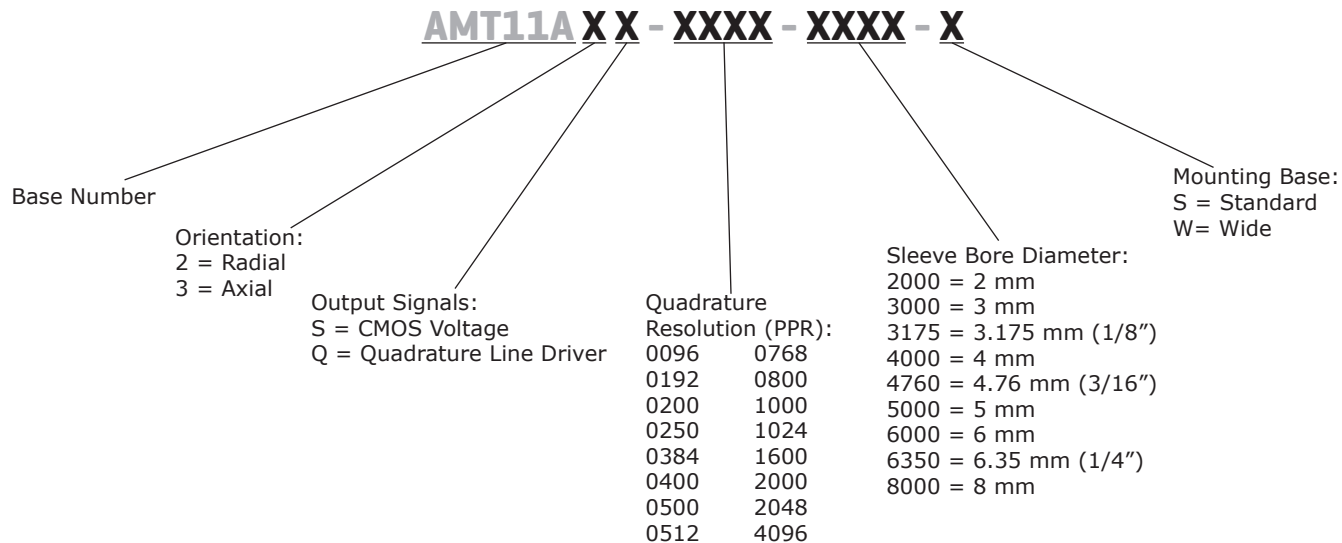 AMT11A X X - XXXX - XXXX - X
Base Number
Orientation:
2 = Radial
3 = Axial
Output Signals:
S = CMOS Voltage
Q = Quadrature Line Driver
Quadrature
Resolution (PPR):
0096 0768
0192 0800
0200 1000
0250 1024
0384 1600
0400 2000
0500 2048
0512 4096
Sleeve Bore Diameter:
2000 = 2 mm
3000 = 3 mm
3175 = 3.175 mm (1/8″)
4000 = 4 mm
4760 = 4.76 mm (3/16″)
5000 = 5 mm
6000 = 6 mm
6350 = 6.35 mm (1/4″)
8000 = 8 mm
Mounting Base:
S = Standard
W= Wide